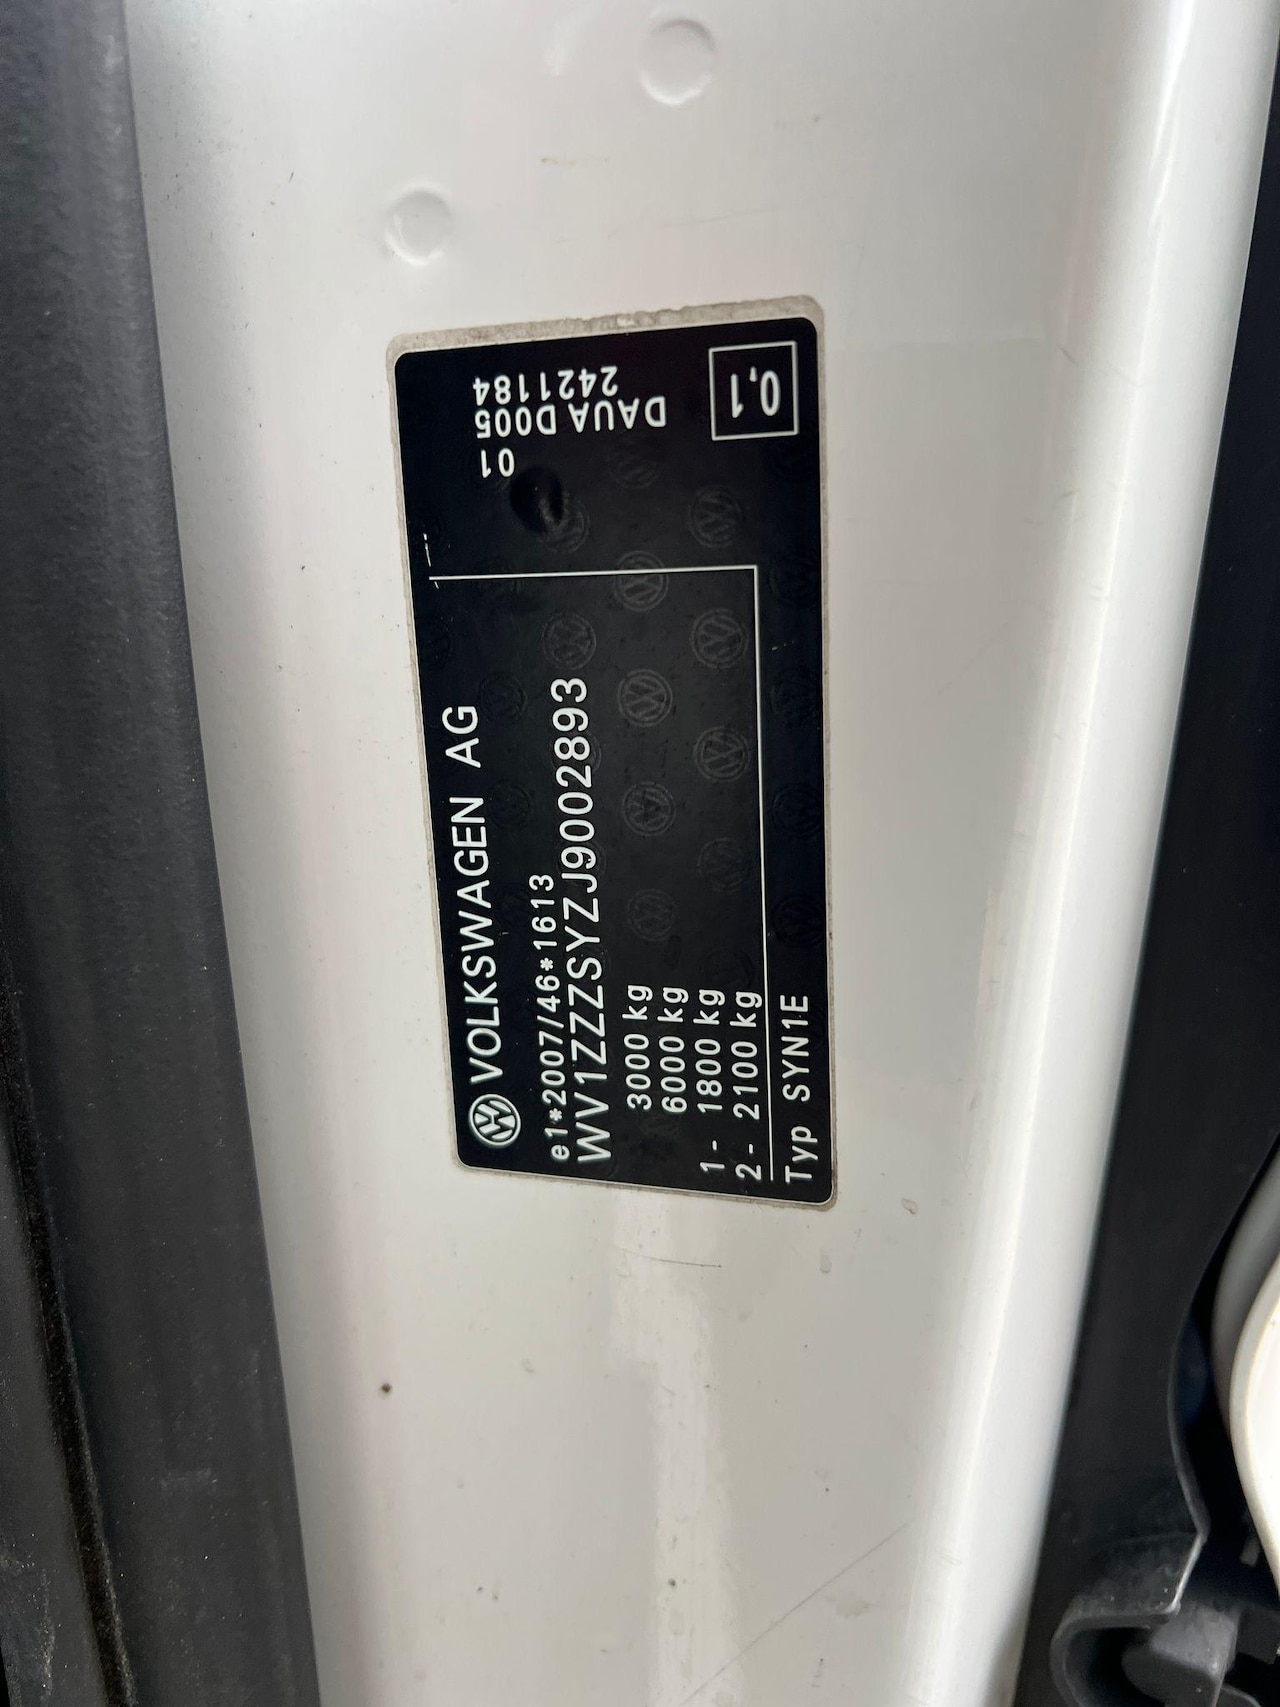 VOLKSWAGEN AG
e1*2007/46*1613
WV1ZZZSYZJ9002893
3000 kg
6000 kg
1- 1800 kg
2- 2100 kg
Typ SYN1E
2421184
DAUA D005
01
0,1